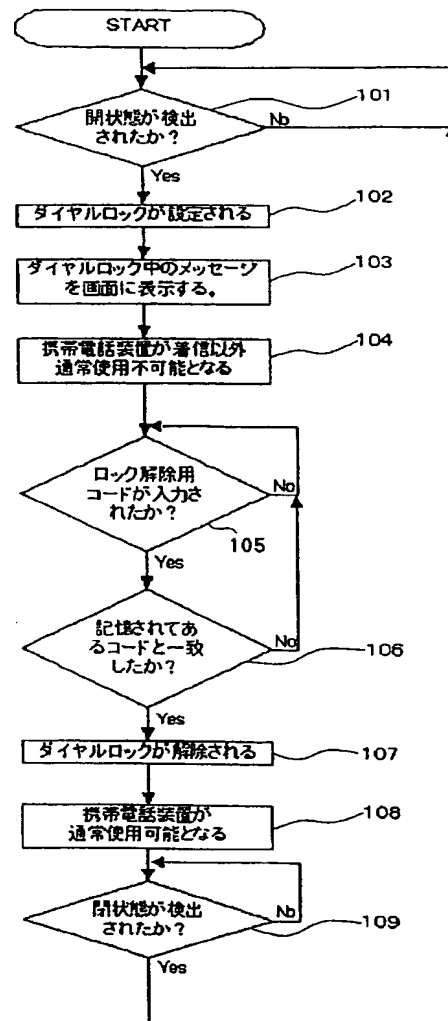 START
開状態が検出
されたか？
101
No
Yes
ダイヤルロックが設定される
102
ダイヤルロック中のメッセージ
を画面に表示する。
103
携帯電話装置が着信以外
通常使用不可能となる
104
ロック解除用
コードが入力さ
れたか？
No
105
Yes
記憶されてあ
るコードと一致
したか？
No
106
Yes
ダイヤルロックが解除される
107
携帯電話装置が
通常使用可能となる
108
閉状態が検出
されたか？
No
109
Yes